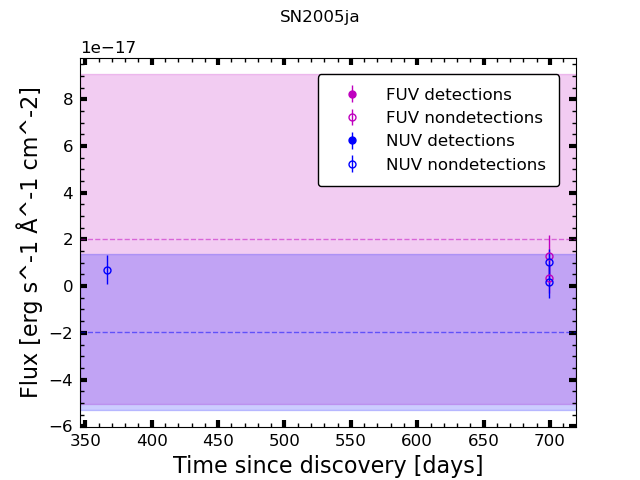 SN2005ja
1e−17
FUV detections
FUV nondetections
NUV detections
NUV nondetections
8
6
4
2
0
−2
−4
−6
Flux [erg s^-1 Å^-1 cm^-2]
350 400 450 500 550 600 650 700
Time since discovery [days]